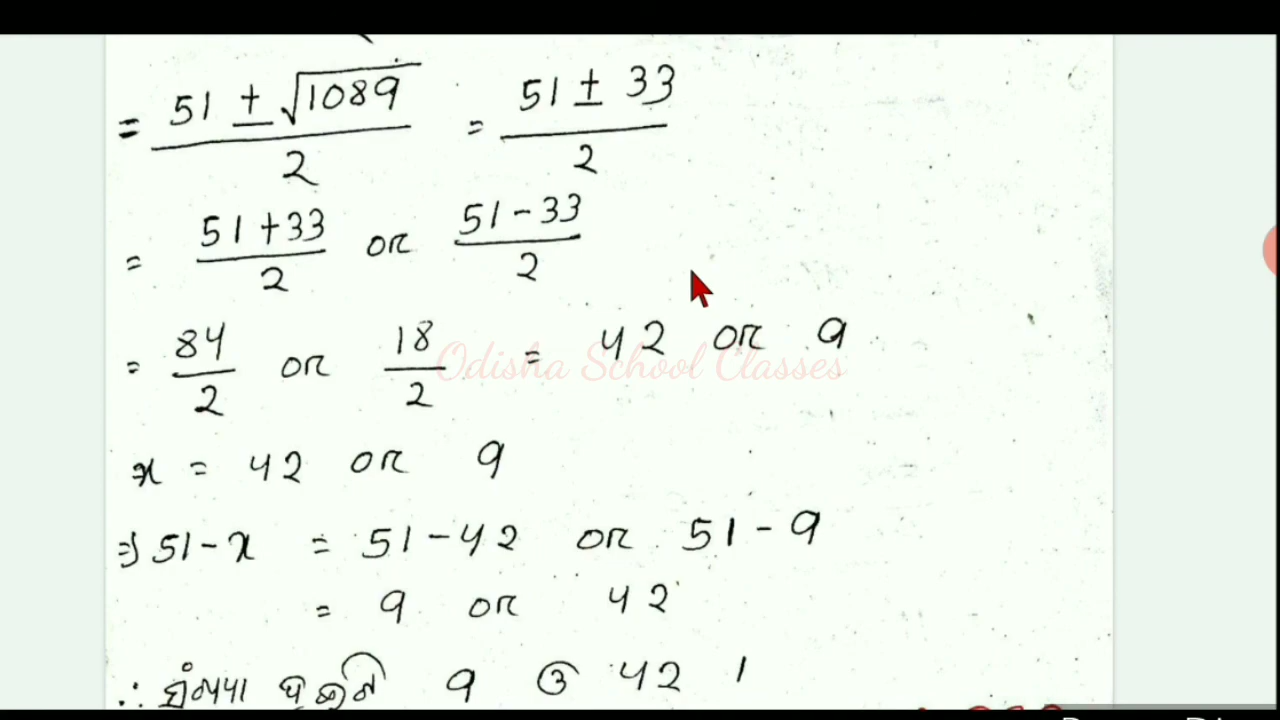 = (51 ± √1089)/2 = (51 ± 33)/2
= (51+33)/2 or (51-33)/2
= 84/2 or 18/2 = 42 or 9
Odisha School Classes
x = 42 or 9
⇒ 51-x = 51-42 or 51-9
= 9 or 42
∴ ସଂଖ୍ୟା ଦୁଇଟି 9 ଓ 42 ।